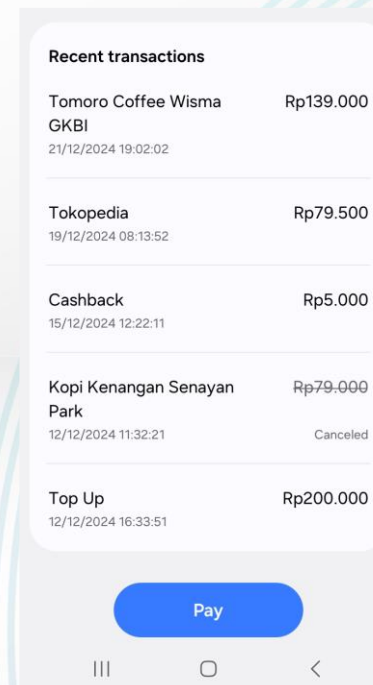 Recent transactions
Tomoro Coffee Wisma Rp139.000
GKBI
21/12/2024 19:02:02
Tokopedia Rp79.500
19/12/2024 08:13:52
Cashback Rp5.000
15/12/2024 12:22:11
Kopi Kenangan Senayan Rp79.000
Park
12/12/2024 11:32:21 Canceled
Top Up Rp200.000
12/12/2024 16:33:51
Pay